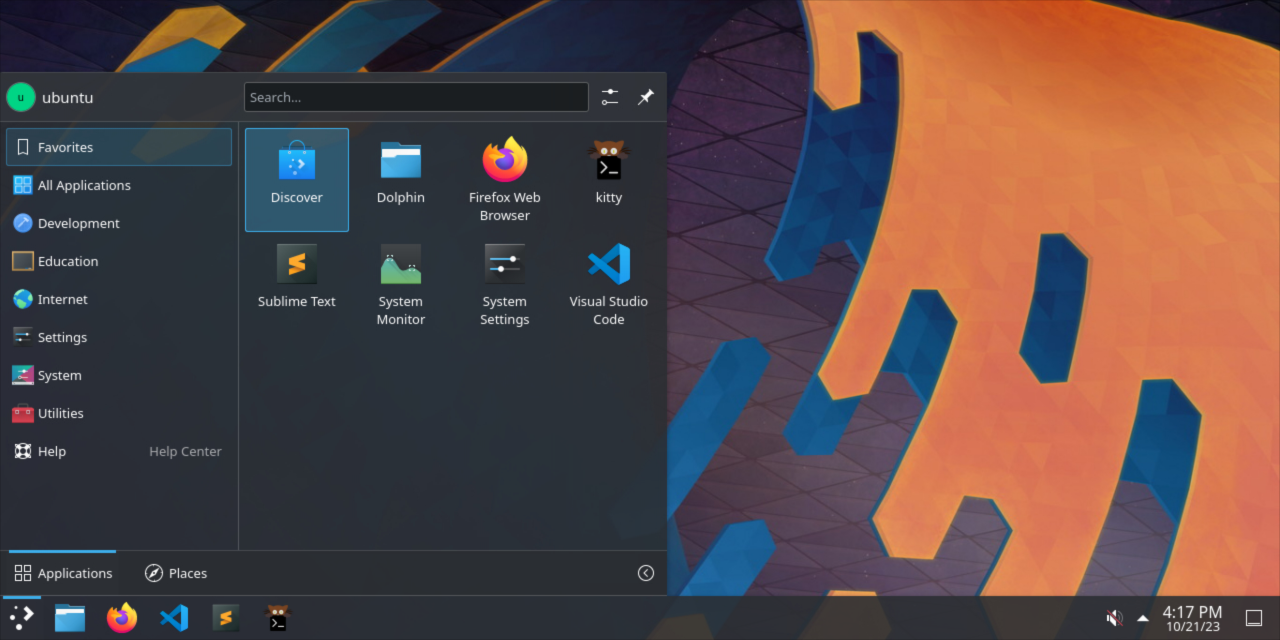 u
ubuntu
Search...
Favorites
All Applications
Development
Education
Internet
Settings
System
Utilities
Help
Help Center
Discover
Dolphin
Firefox Web
Browser
kitty
Sublime Text
System
Monitor
System
Settings
Visual Studio
Code
Applications
Places
4:17 PM
10/21/23